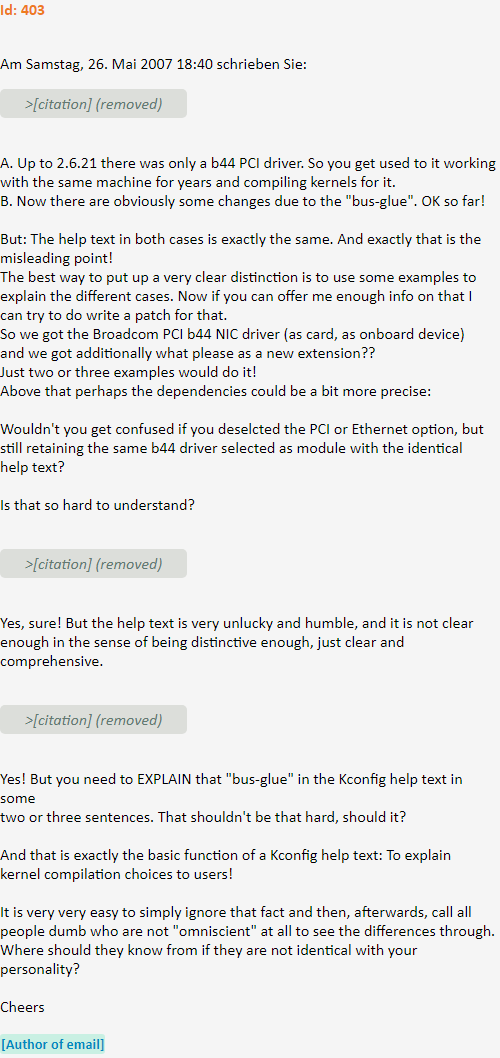 Id: 403
Am Samstag, 26. Mai 2007 18:40 schrieben Sie:
>[citation] (removed)
A. Up to 2.6.21 there was only a b44 PCI driver. So you get used to it working
with the same machine for years and compiling kernels for it.
B. Now there are obviously some changes due to the "bus-glue". OK so far!
But: The help text in both cases is exactly the same. And exactly that is the
misleading point!
The best way to put up a very clear distinction is to use some examples to
explain the different cases. Now if you can offer me enough info on that I
can try to do write a patch for that.
So we got the Broadcom PCI b44 NIC driver (as card, as onboard device)
and we got additionally what please as a new extension??
Just two or three examples would do it!
Above that perhaps the dependencies could be a bit more precise:
Wouldn't you get confused if you deselcted the PCI or Ethernet option, but
still retaining the same b44 driver selected as module with the identical
help text?
Is that so hard to understand?
>[citation] (removed)
Yes, sure! But the help text is very unlucky and humble, and it is not clear
enough in the sense of being distinctive enough, just clear and
comprehensive.
>[citation] (removed)
Yes! But you need to EXPLAIN that "bus-glue" in the Kconfig help text in
some
two or three sentences. That shouldn't be that hard, should it?
And that is exactly the basic function of a Kconfig help text: To explain
kernel compilation choices to users!
It is very very easy to simply ignore that fact and then, afterwards, call all
people dumb who are not "omniscient" at all to see the differences through.
Where should they know from if they are not identical with your
personality?
Cheers
[Author of email]